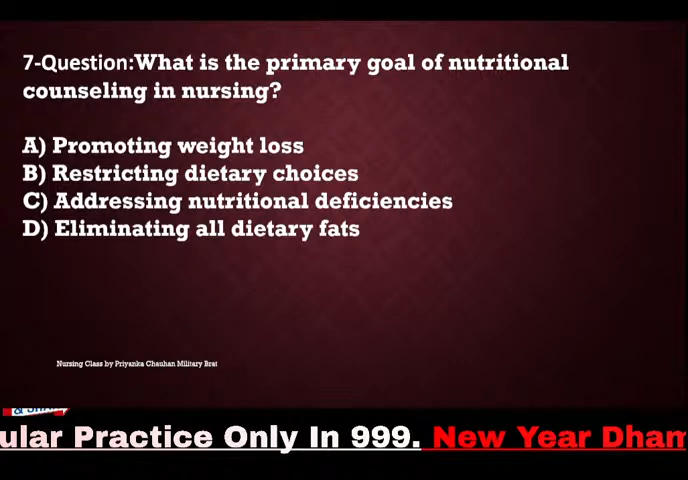 7-Question:What is the primary goal of nutritional
counseling in nursing?
A) Promoting weight loss
B) Restricting dietary choices
C) Addressing nutritional deficiencies
D) Eliminating all dietary fats
Nursing Class by Priyanka Chauhan Military Brat
ular Practice Only In 999. New Year Dham